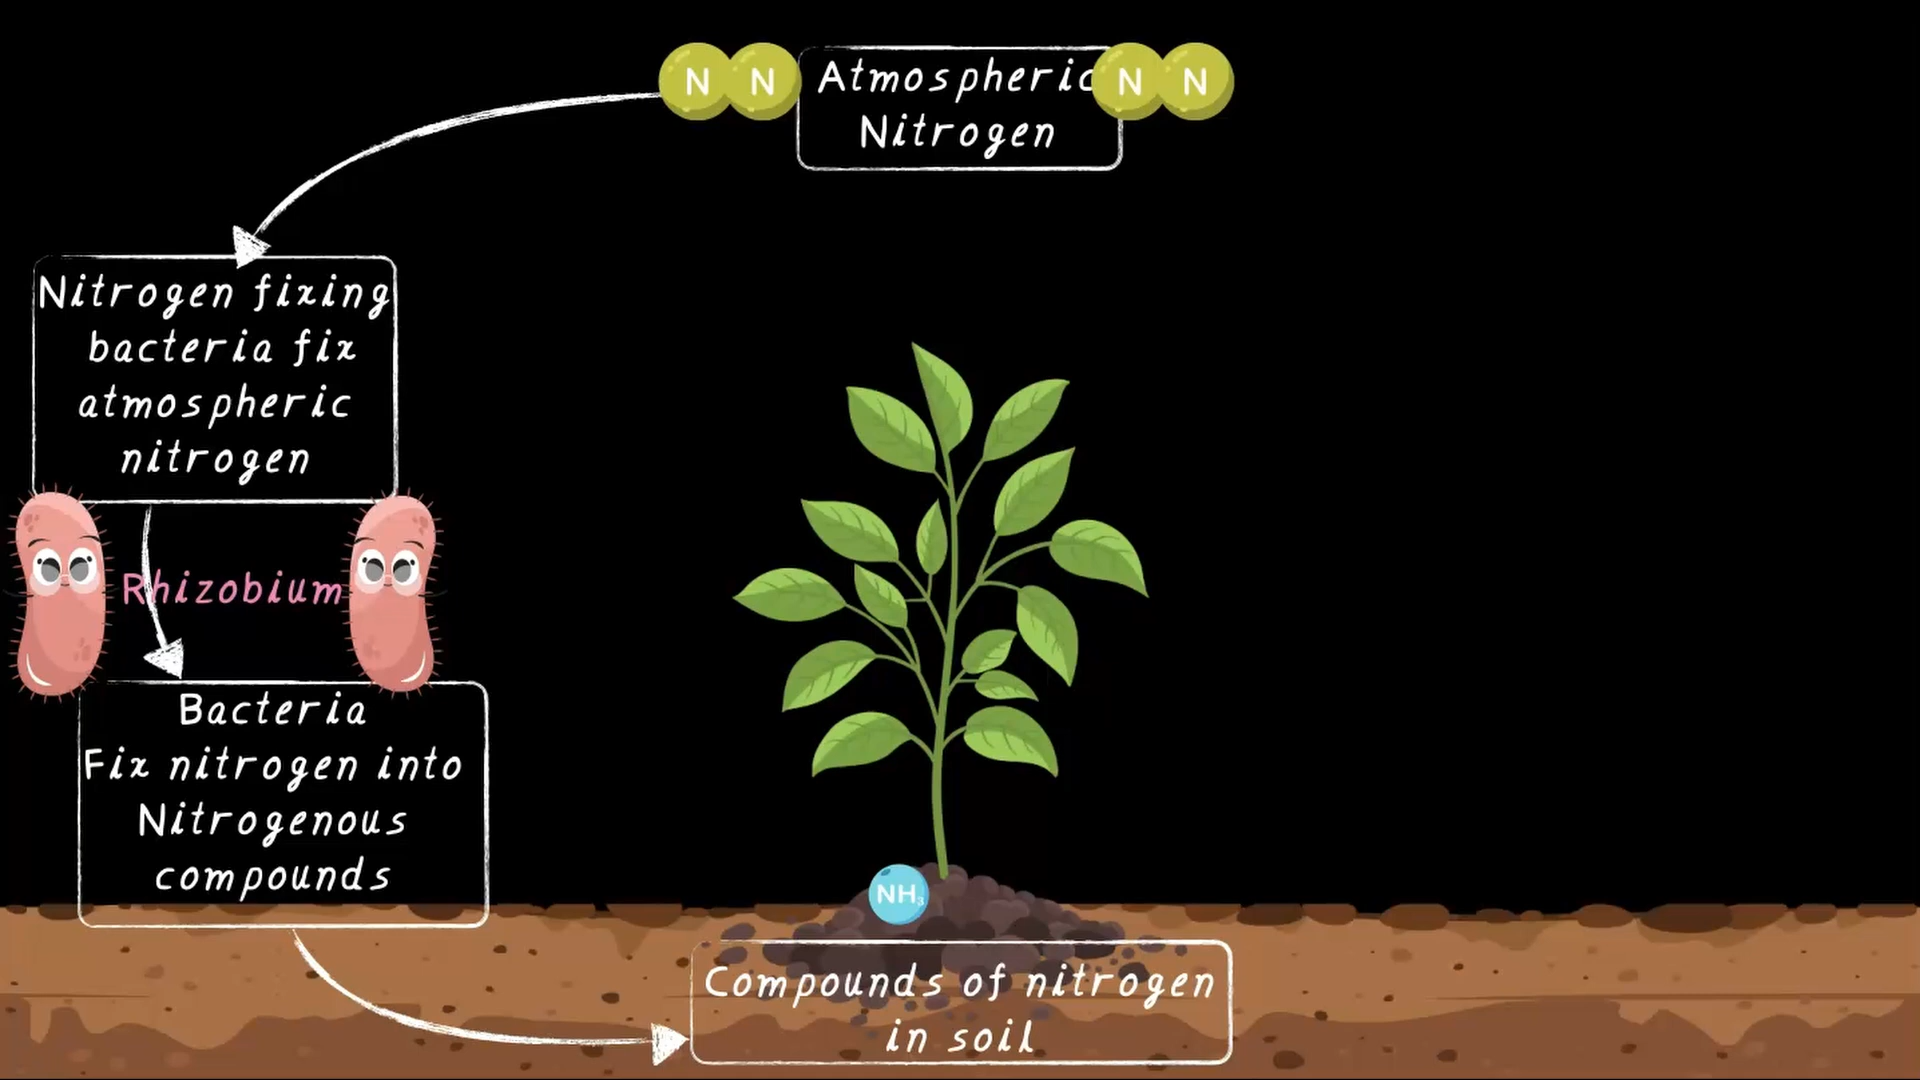 N N Atmospheric N N
Nitrogen
Nitrogen fixing
bacteria fix
atmospheric
nitrogen
Rhizobium
Bacteria
Fix nitrogen into
Nitrogenous
compounds
NH₃
Compounds of nitrogen
in soil